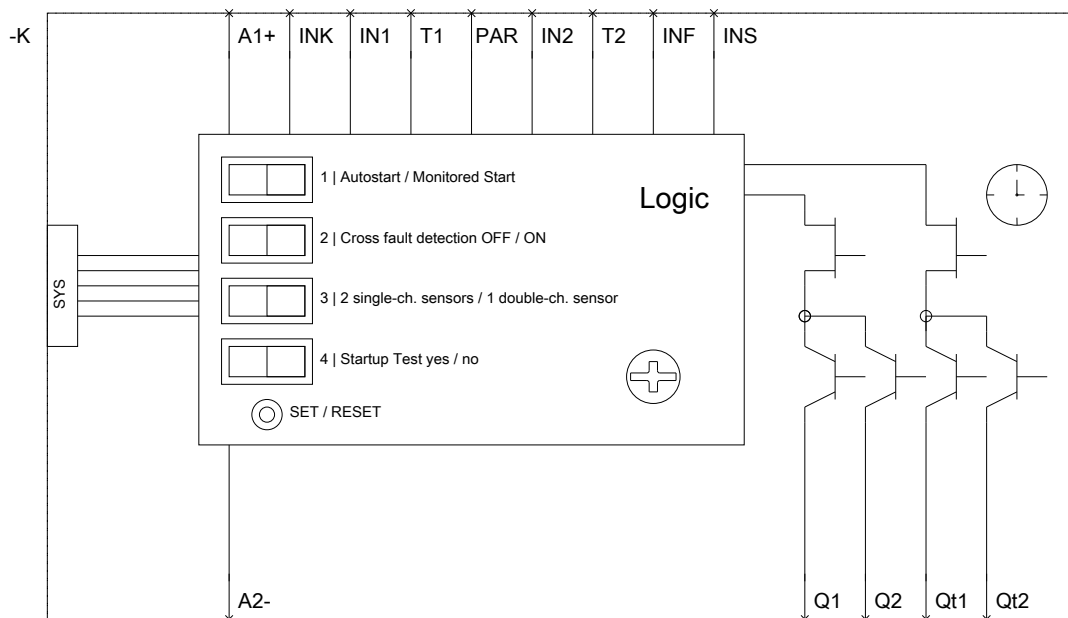 -K
A1+ INK IN1 T1 PAR IN2 T2 INF INS
1 | Autostart / Monitored Start
Logic
2 | Cross fault detection OFF / ON
SYS
3 | 2 single-ch. sensors / 1 double-ch. sensor
4 | Startup Test yes / no
SET / RESET
A2- Q1 Q2 Qt1 Qt2